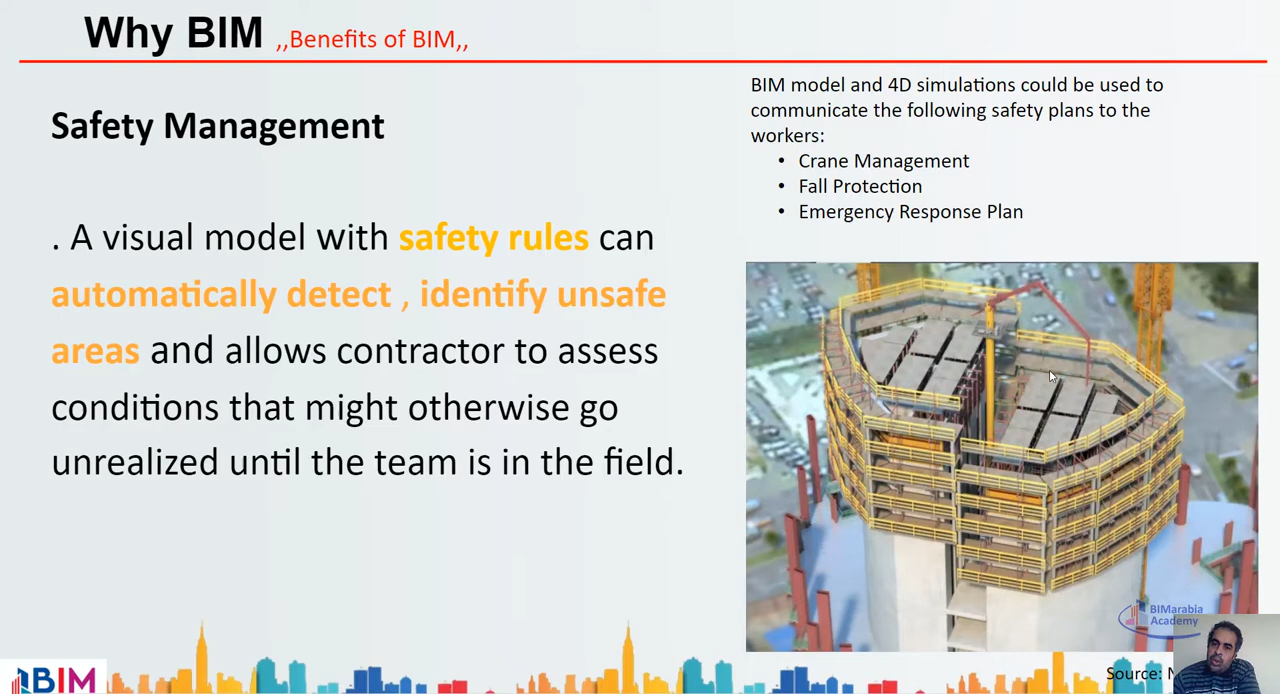 Why BIM ,,Benefits of BIM,,
Safety Management
. A visual model with safety rules can
automatically detect , identify unsafe
areas and allows contractor to assess
conditions that might otherwise go
unrealized until the team is in the field.
BIM model and 4D simulations could be used to
communicate the following safety plans to the
workers:
• Crane Management
• Fall Protection
• Emergency Response Plan
BIMarabia
Academy
Source:
BIM